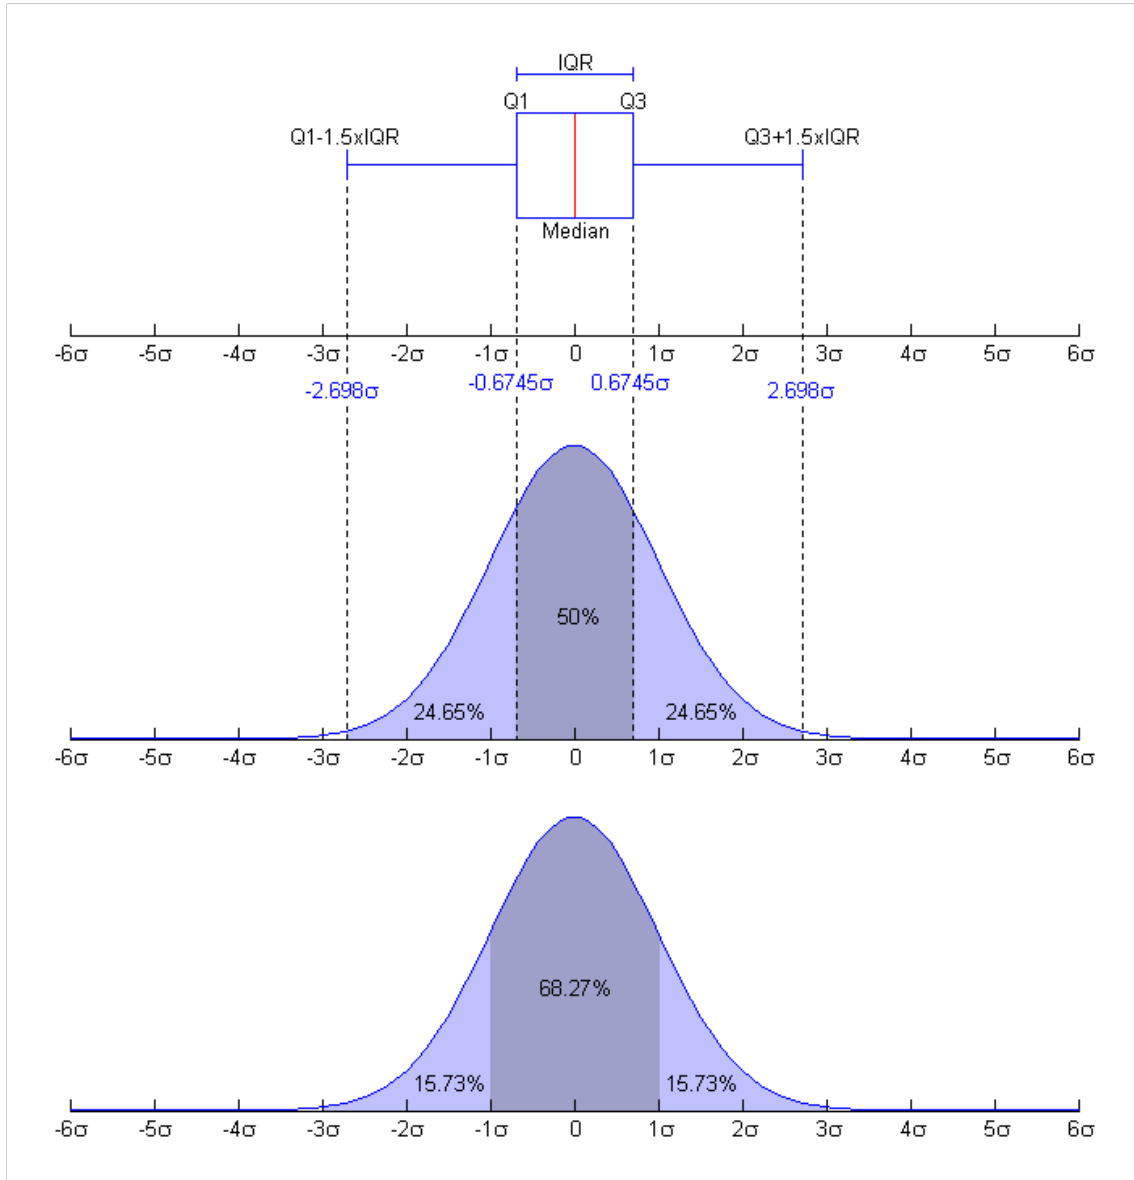 IQR
Q1 Q3
Q1-1.5xIQR Q3+1.5xIQR
Median
-6σ -5σ -4σ -3σ -2σ -1σ 0 1σ 2σ 3σ 4σ 5σ 6σ
-2.698σ -0.6745σ 0.6745σ 2.698σ
50%
24.65% 24.65%
-6σ -5σ -4σ -3σ -2σ -1σ 0 1σ 2σ 3σ 4σ 5σ 6σ
68.27%
15.73% 15.73%
-6σ -5σ -4σ -3σ -2σ -1σ 0 1σ 2σ 3σ 4σ 5σ 6σ